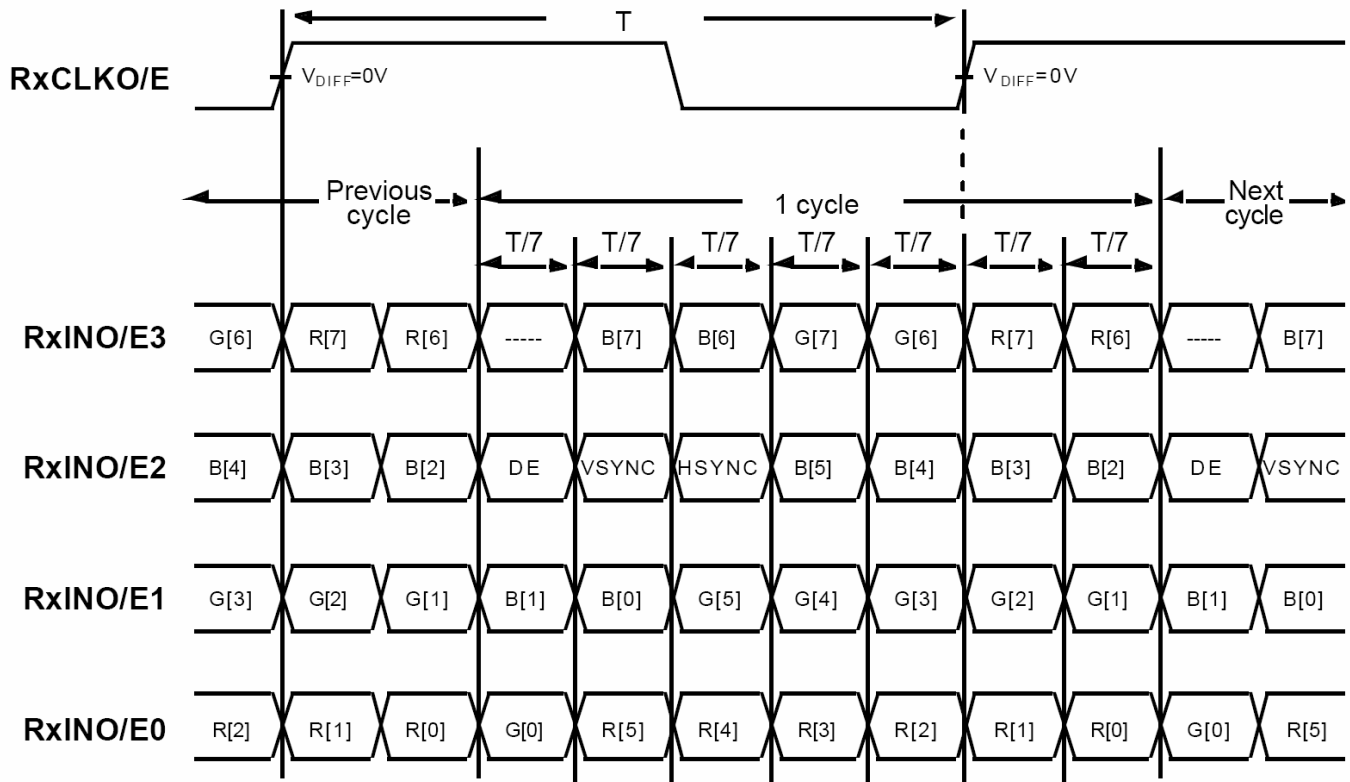 T
RxCLKO/E
VDIFF=0V
VDIFF=0V
Previous
cycle
1 cycle
Next
cycle
T/7 T/7 T/7 T/7 T/7 T/7 T/7
RxINO/E3 G[6] R[7] R[6] ----- B[7] B[6] G[7] G[6] R[7] R[6] ----- B[7]
RxINO/E2 B[4] B[3] B[2] DE VSYNC HSYNC B[5] B[4] B[3] B[2] DE VSYNC
RxINO/E1 G[3] G[2] G[1] B[1] B[0] G[5] G[4] G[3] G[2] G[1] B[1] B[0]
RxINO/E0 R[2] R[1] R[0] G[0] R[5] R[4] R[3] R[2] R[1] R[0] G[0] R[5]